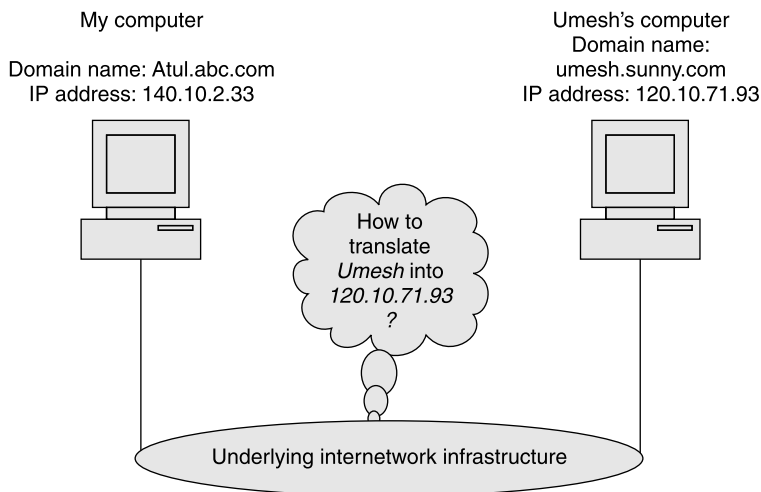 My computer
Domain name: Atul.abc.com
IP address: 140.10.2.33
Umesh’s computer
Domain name:
umesh.sunny.com
IP address: 120.10.71.93
How to
translate
Umesh into
120.10.71.93
?
Underlying internetwork infrastructure